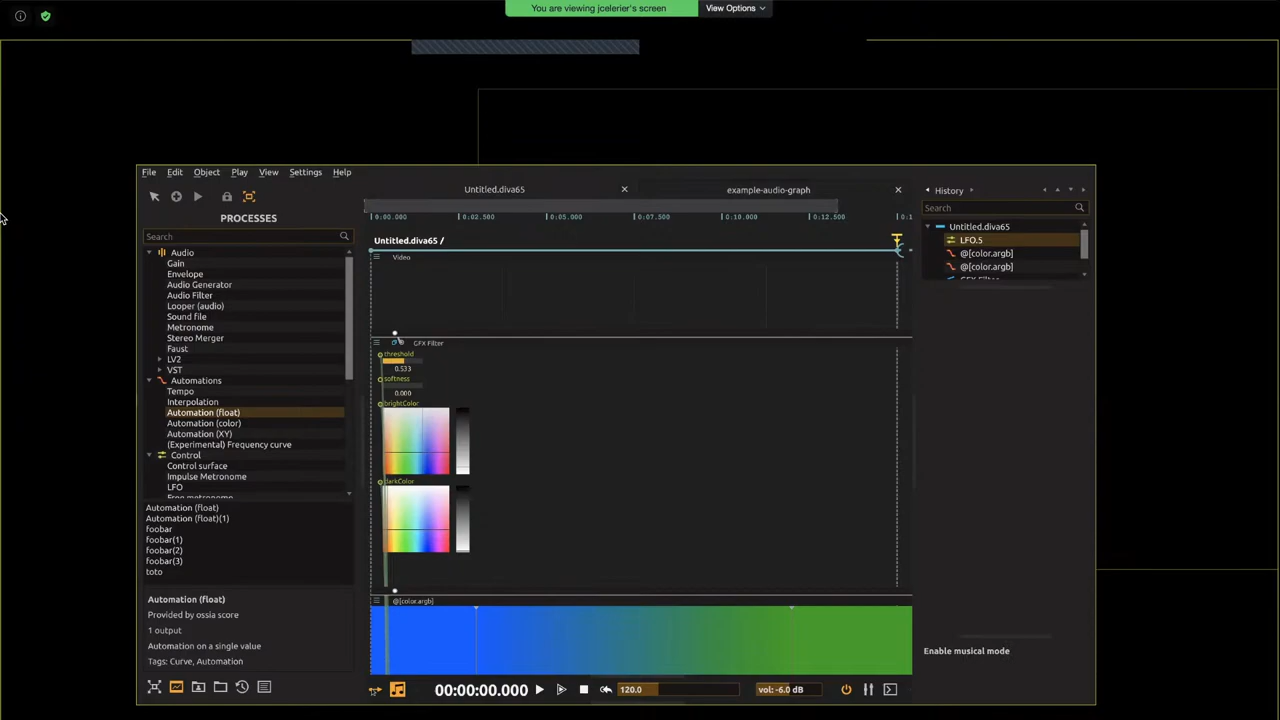 You are viewing jcelerier's screen
View Options
File Edit Object Play View Settings Help
PROCESSES
Search
Audio
Gain
Envelope
Audio Generator
Audio Filter
Looper (audio)
Sound file
Metronome
Stereo Merger
Faust
LV2
VST
Automations
Tempo
Interpolation
Automation (float)
Automation (color)
Automation (XY)
(Experimental) Frequency curve
Control
Control surface
Impulse Metronome
LFO
Free metronome
Automation (float)
Automation (float)(1)
foobar
foobar(1)
foobar(2)
foobar(3)
toto
Automation (float)
Provided by ossia score
1 output
Automation on a single value
Tags: Curve, Automation
Untitled.diva65
example-audio-graph
0:00.000 0:02.500 0:05.000 0:07.500 0:10.000 0:12.500 0:1
Untitled.diva65 /
Video
GFX Filter
threshold
0.533
softness
0.000
brightColor
darkColor
@[color.argb]
00:00:00.000
120.0
vol: -6.0 dB
History
Search
Untitled.diva65
LFO.5
@[color.argb]
@[color.argb]
GFX Filter
Enable musical mode